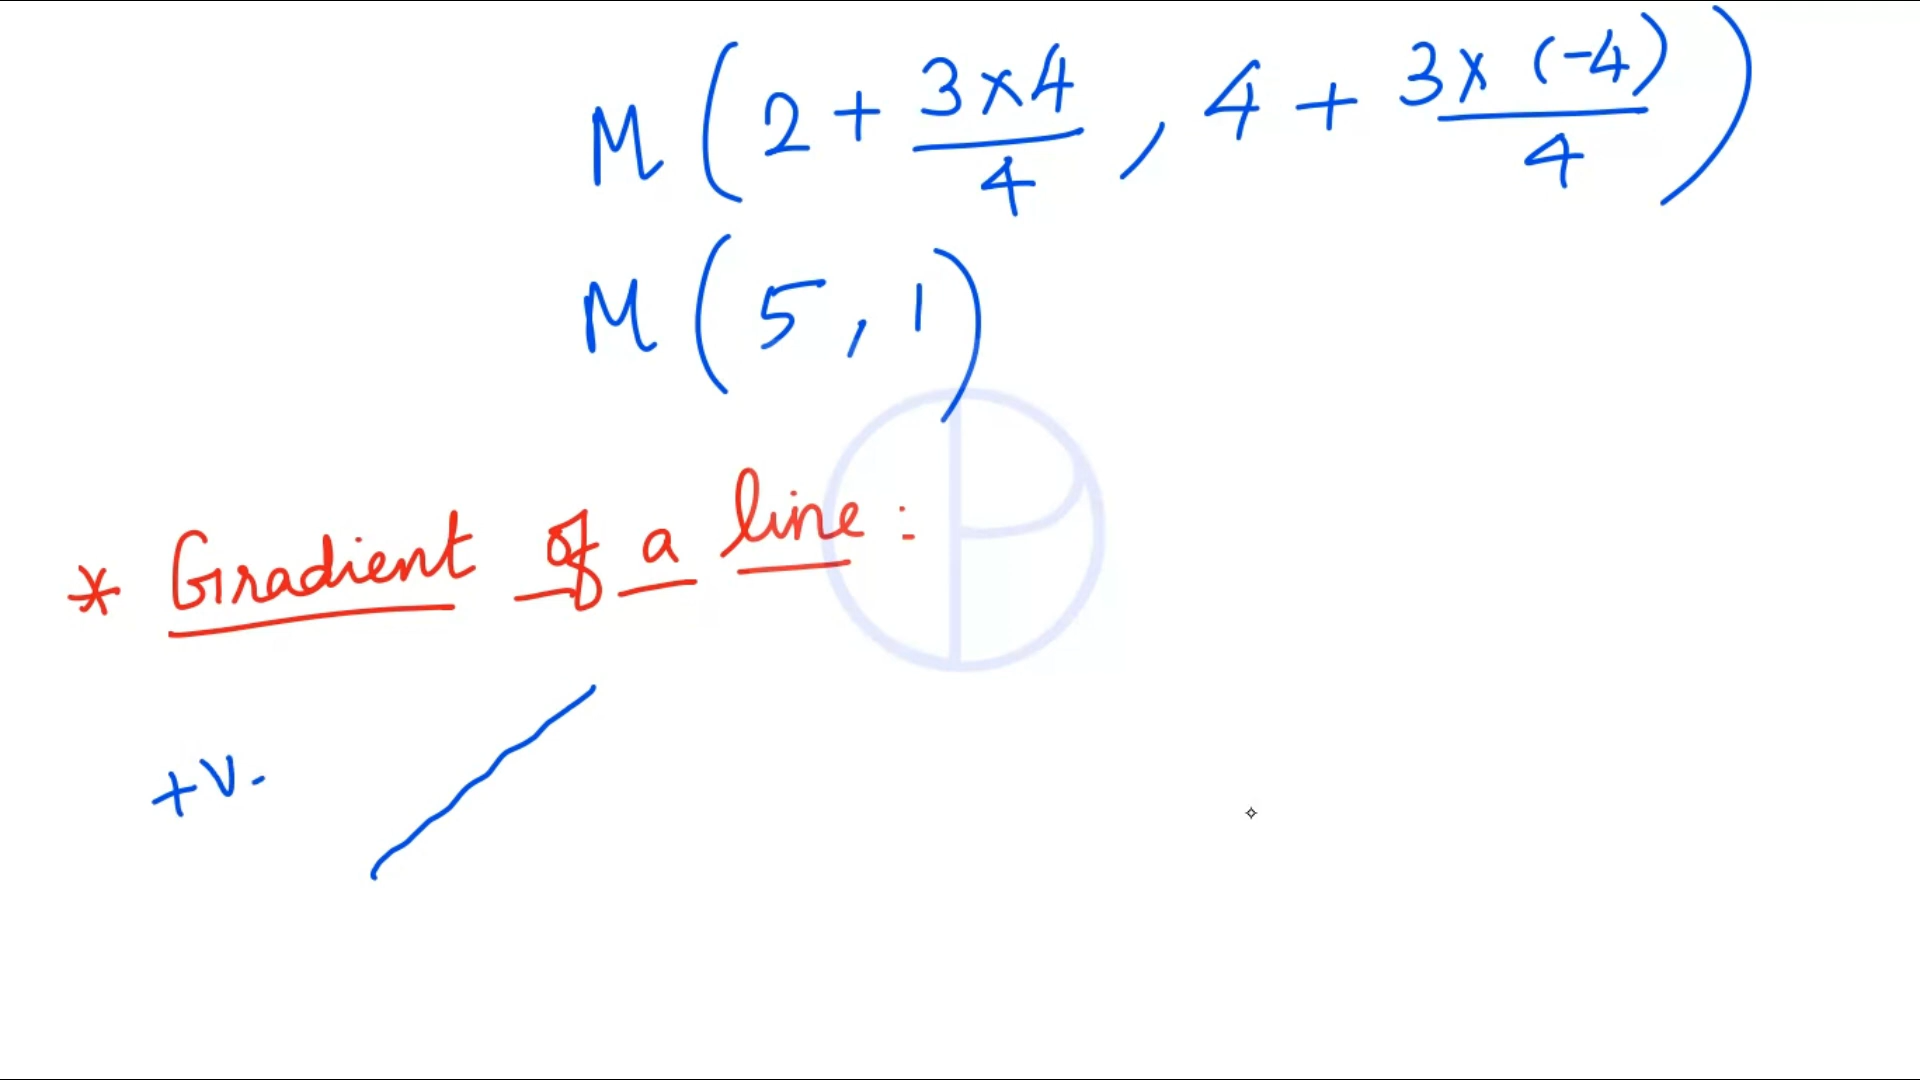 M ( 2 + 3 × 4 / 4 , 4 + 3 × (-4) / 4 )
M ( 5 , 1 )
* Gradient of a line :
+v.